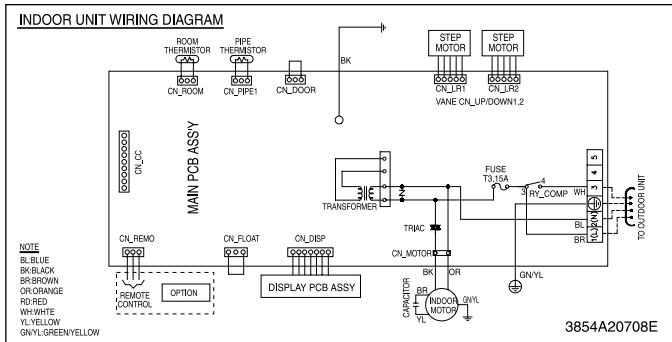 INDOOR UNIT WIRING DIAGRAM
ROOM
THERMISTOR
PIPE
THERMISTOR
CN_ROOM
CN_PIPE1
CN_DOOR
BK
STEP
MOTOR
STEP
MOTOR
CN_LR1
CN_LR2
VANE CN_UP/DOWN1,2
CN_CC
MAIN PCB ASS'Y
TRANSFORMER
FUSE
T3.15A
3
4
RY_COMP
WH
BL
BR
5
4
3
2(N)
1(L)
TO OUTDOOR UNIT
TRIAC
CN_MOTOR
BK
OR
GN/YL
CN_REMO
CN_FLOAT
CN_DISP
REMOTE
CONTROL
OPTION
DISPLAY PCB ASSY
CAPACITOR
BR
YL
INDOOR
MOTOR
GN/YL
NOTE
BL:BLUE
BK:BLACK
BR:BROWN
OR:ORANGE
RD:RED
WH:WHITE
YL:YELLOW
GN/YL:GREEN/YELLOW
3854A20708E